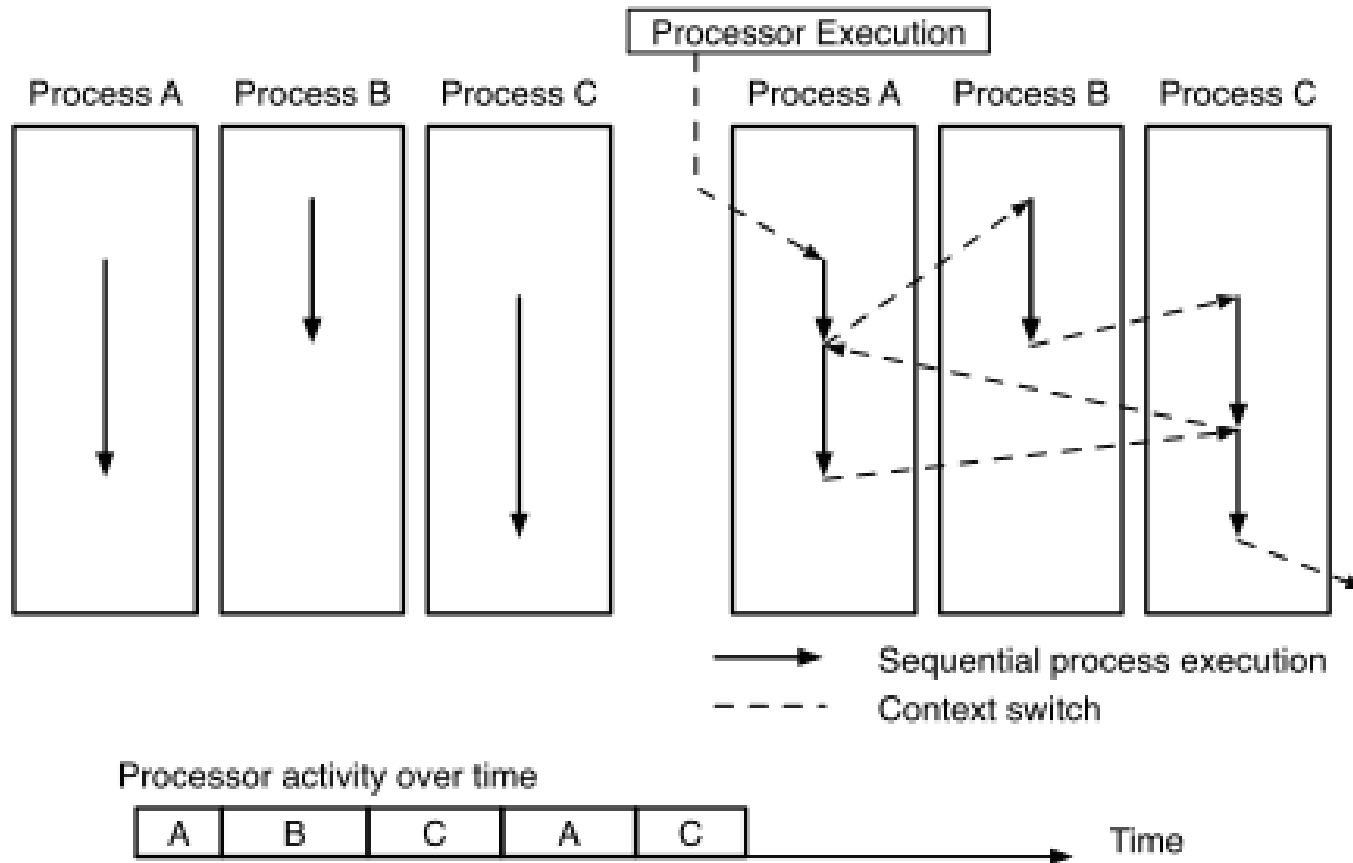 Processor Execution
Process A Process B Process C Process A Process B Process C
Sequential process execution
Context switch
Processor activity over time
A B C A C
Time